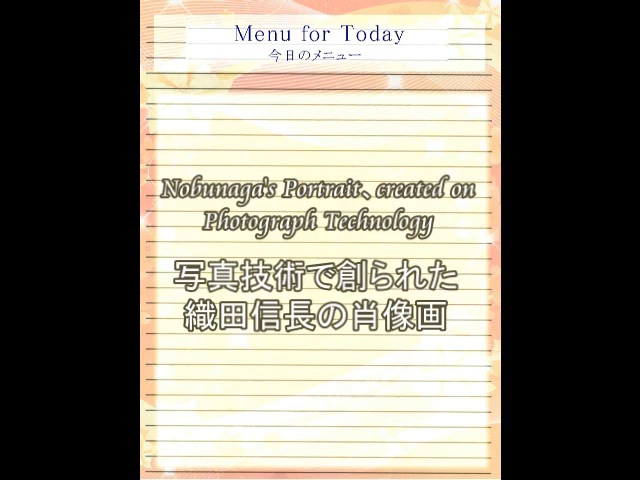 Menu for Today
今日のメニュー
Nobunaga's Portrait、created on
Photograph Technology
写真技術で創られた
織田信長の肖像画